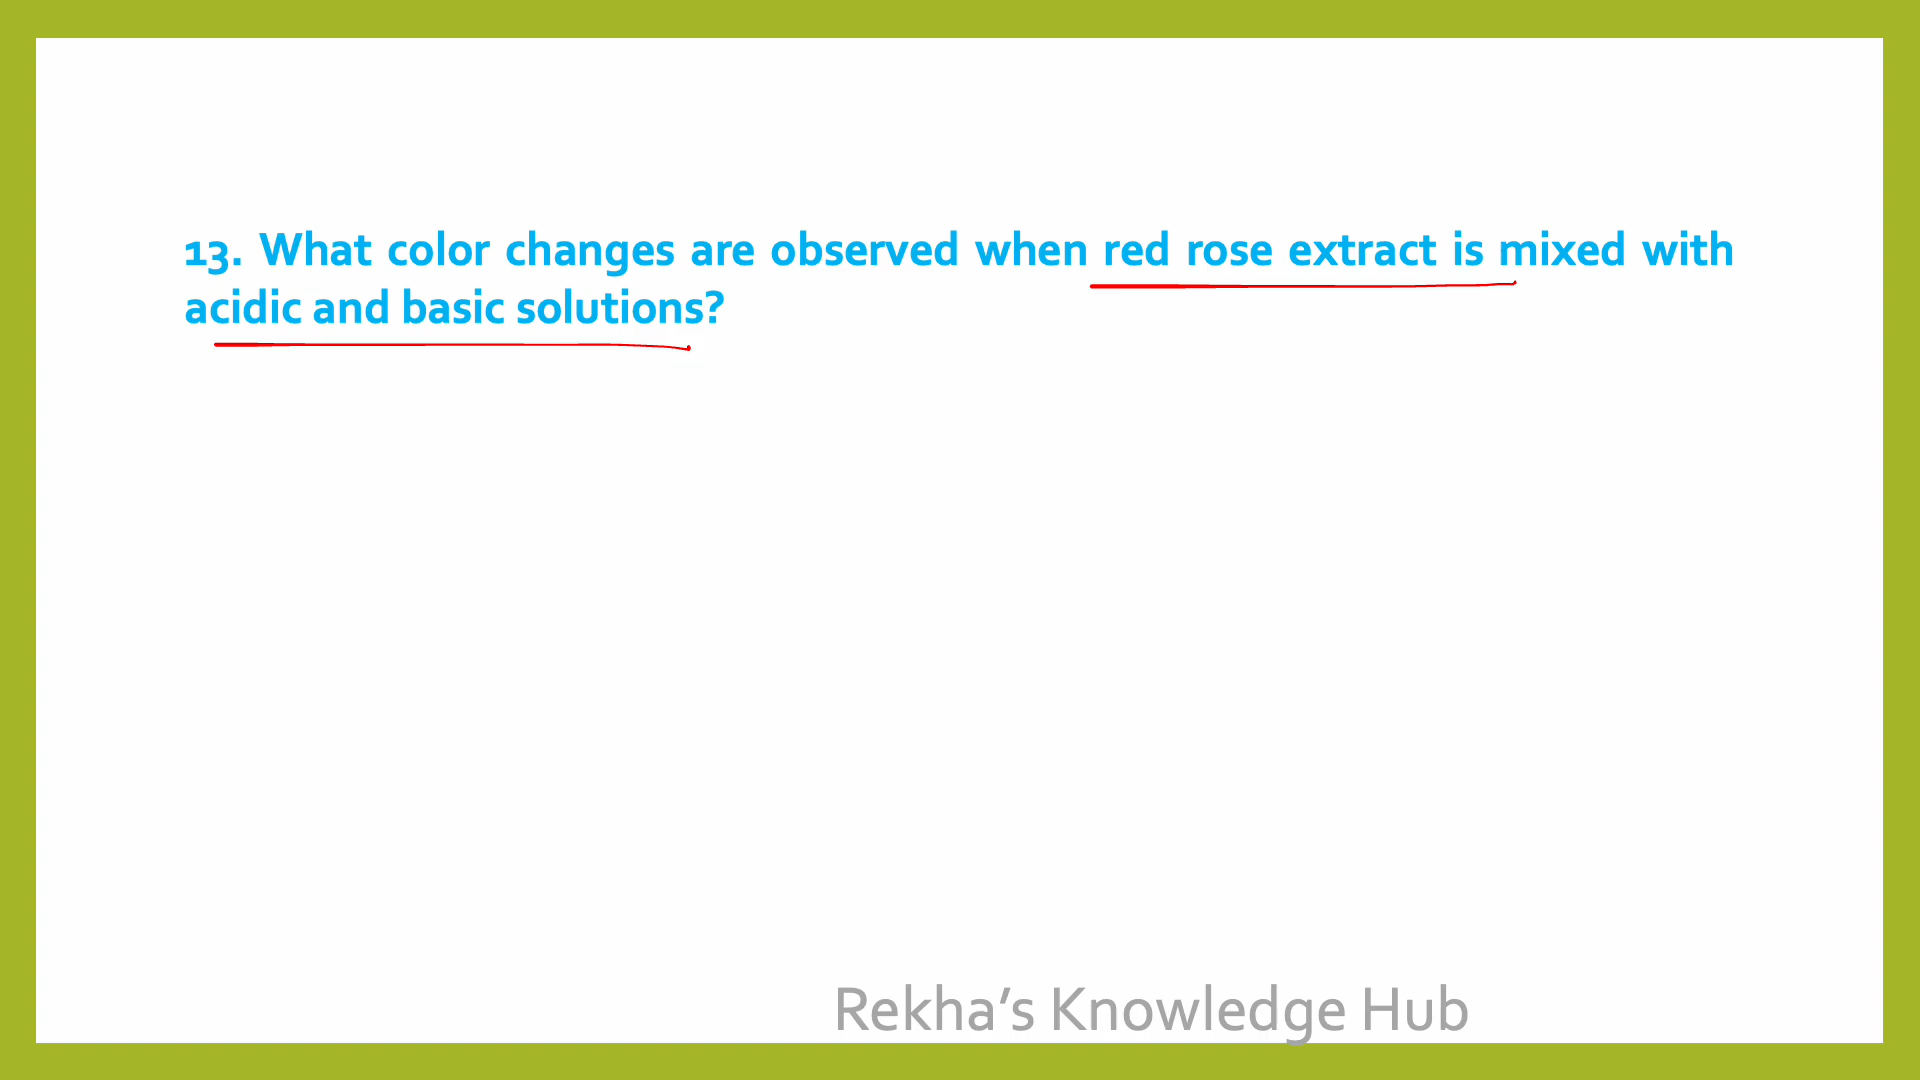 13. What color changes are observed when red rose extract is mixed with
acidic and basic solutions?
Rekha’s Knowledge Hub